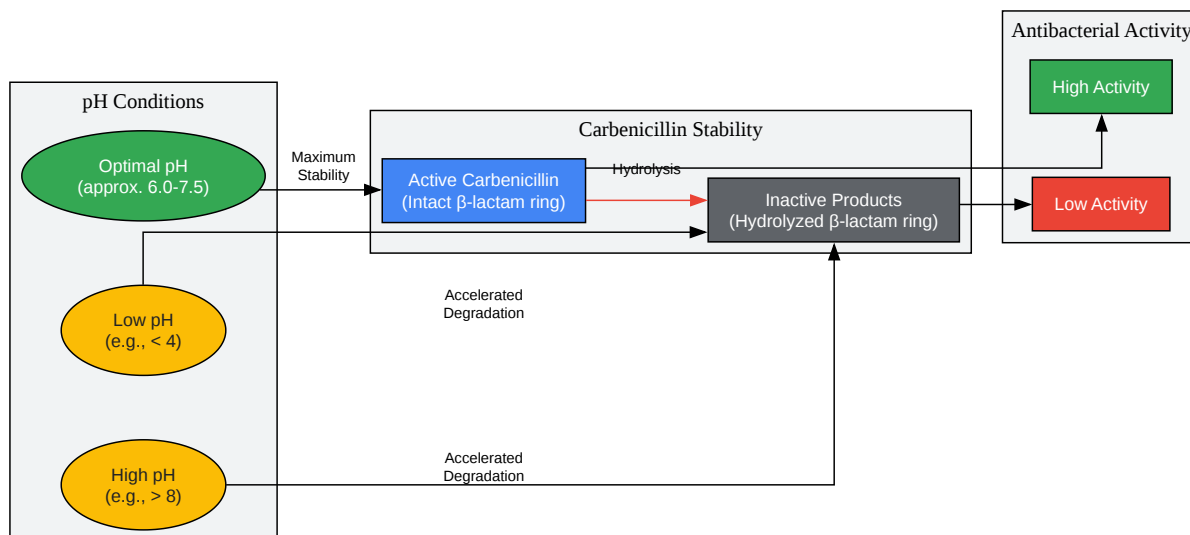 Antibacterial Activity
High Activity
Low Activity
pH Conditions
Optimal pH
(approx. 6.0-7.5)
Low pH
(e.g., < 4)
High pH
(e.g., > 8)
Maximum
Stability
Carbenicillin Stability
Active Carbenicillin
(Intact β-lactam ring)
Hydrolysis
Inactive Products
(Hydrolyzed β-lactam ring)
Accelerated
Degradation
Accelerated
Degradation